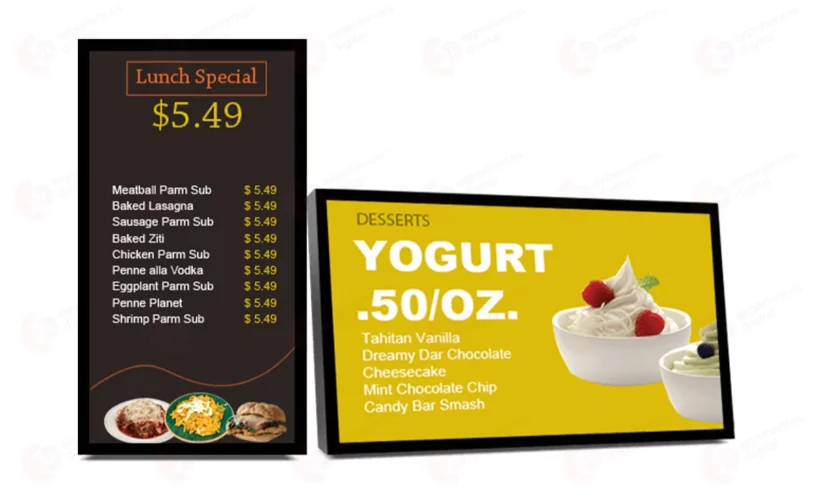 Lunch Special
$5.49
Meatball Parm Sub $ 5.49
Baked Lasagna $ 5.49
Sausage Parm Sub $ 5.49
Baked Ziti $ 5.49
Chicken Parm Sub $ 5.49
Penne alla Vodka $ 5.49
Eggplant Parm Sub $ 5.49
Penne Planet $ 5.49
Shrimp Parm Sub $ 5.49
DESSERTS
YOGURT
.50/OZ.
Tahitan Vanilla
Dreamy Dar Chocolate
Cheesecake
Mint Chocolate Chip
Candy Bar Smash